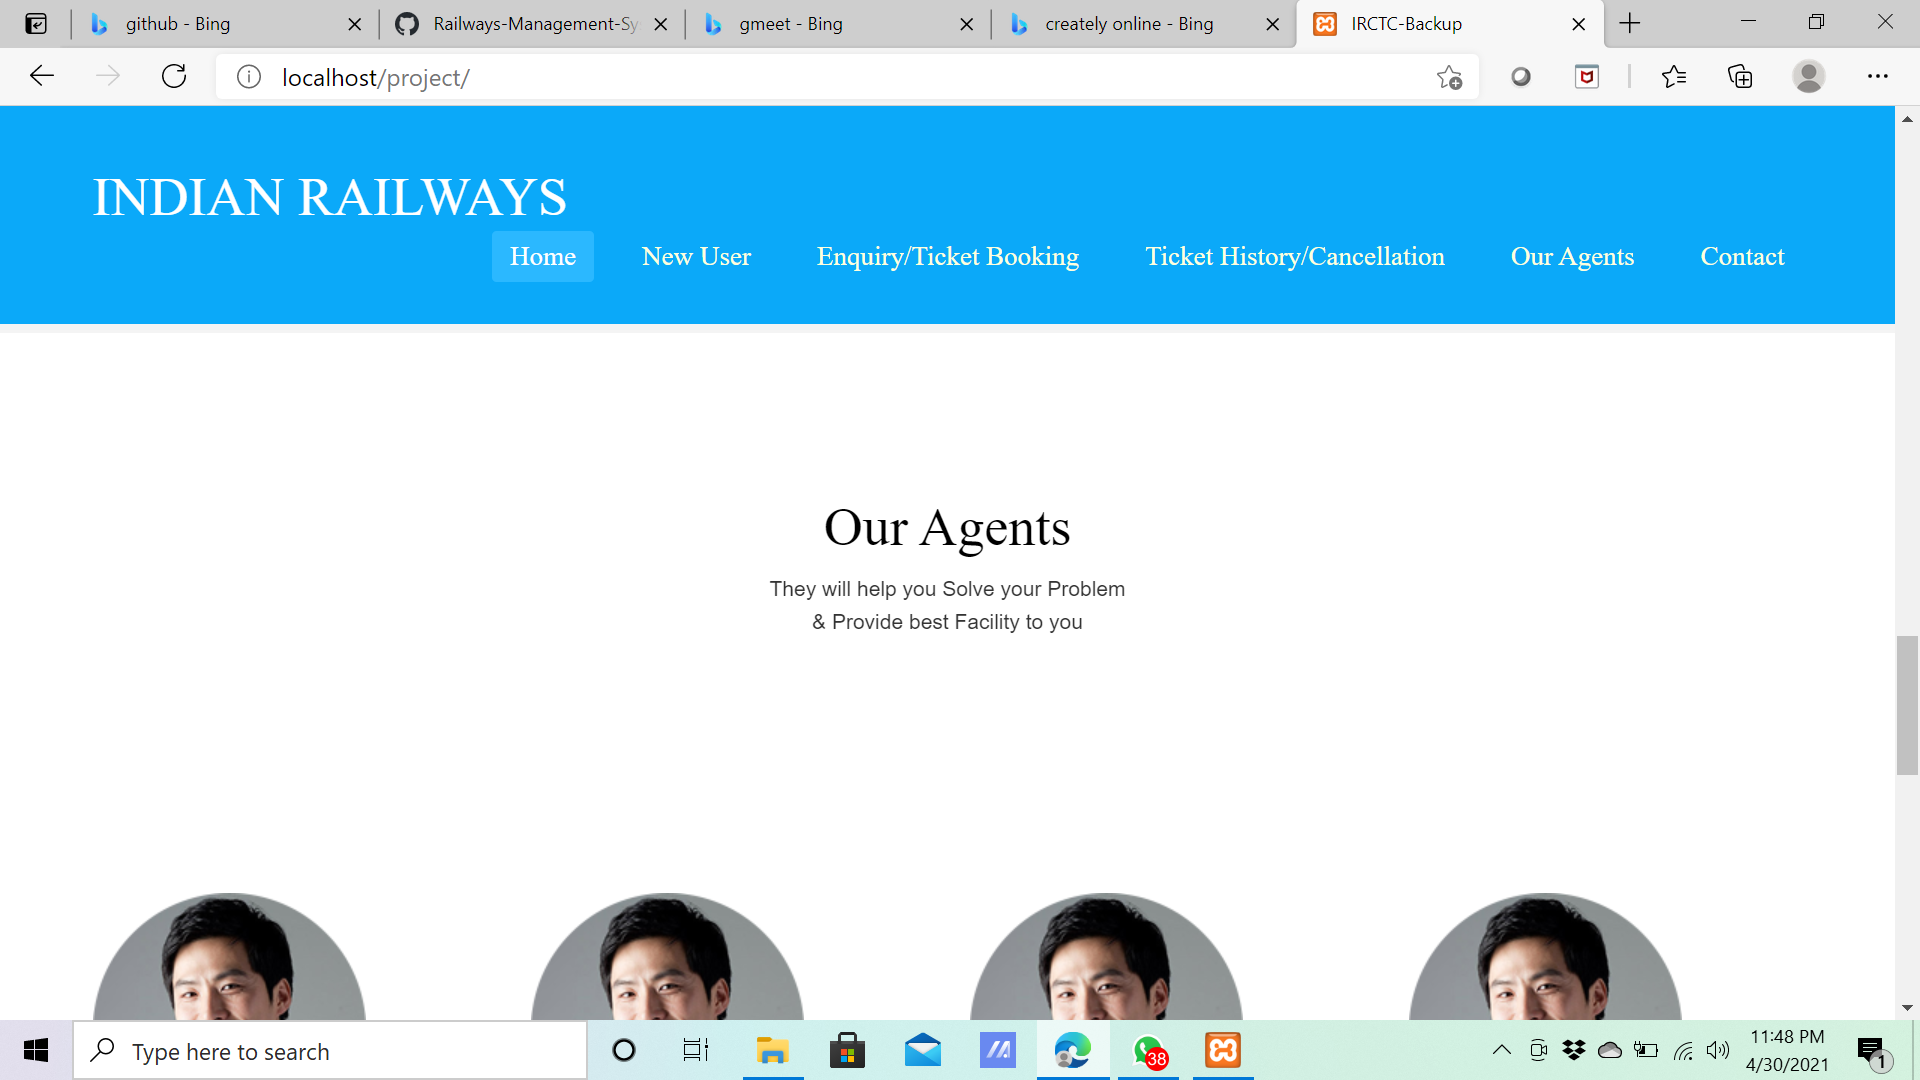 github - Bing
Railways-Management-Sy
gmeet - Bing
creately online - Bing
IRCTC-Backup
localhost/project/
INDIAN RAILWAYS
Home
New User
Enquiry/Ticket Booking
Ticket History/Cancellation
Our Agents
Contact
Our Agents
They will help you Solve your Problem
& Provide best Facility to you
Type here to search
38
11:48 PM
4/30/2021
1